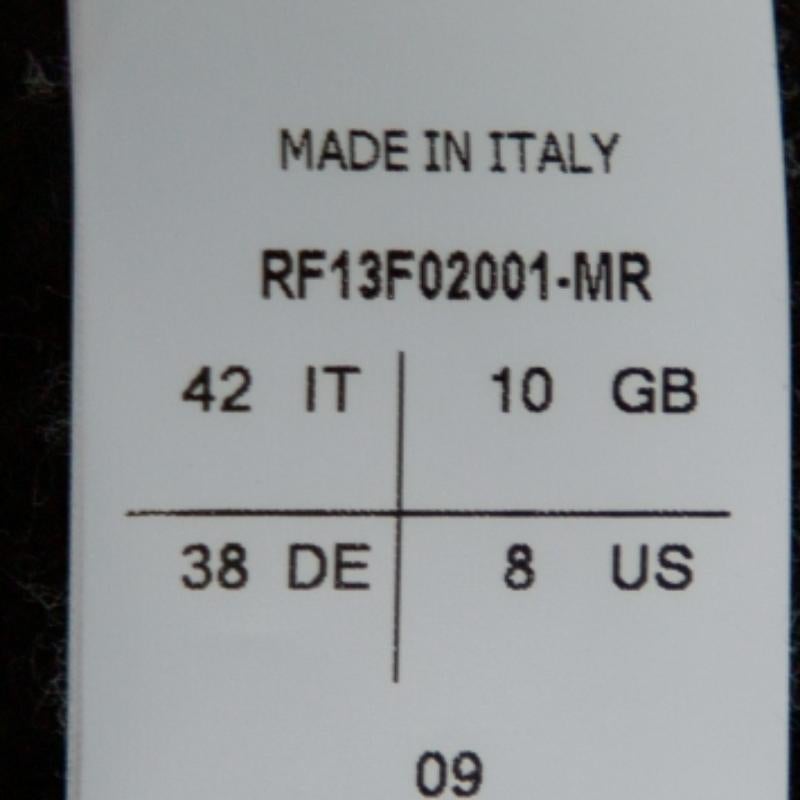 MADE IN ITALY
RF13F02001-MR
42 IT 10 GB
38 DE 8 US
09